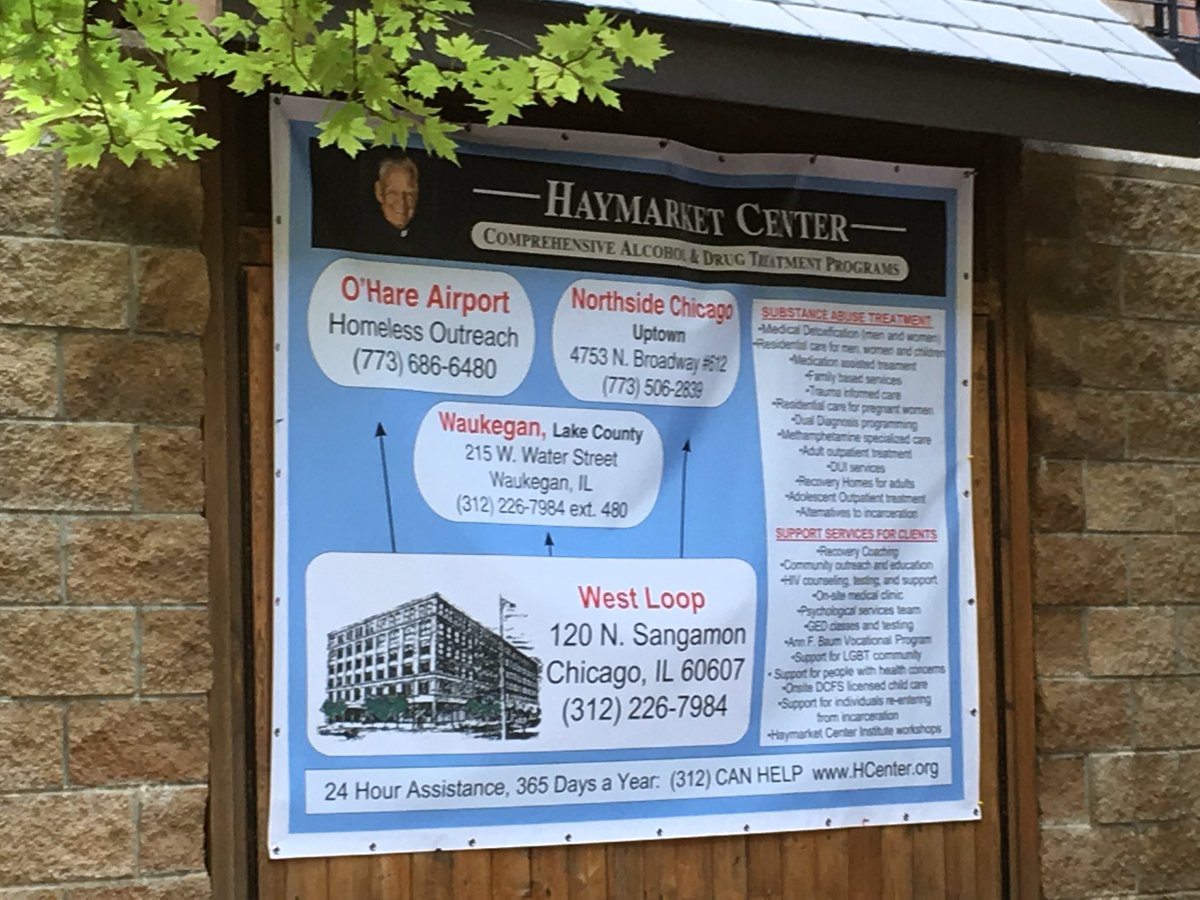 HAYMARKET CENTER
COMPREHENSIVE ALCOHOL & DRUG TREATMENT PROGRAMS
O'Hare Airport
Homeless Outreach
(773) 686-6480
Northside Chicago
Uptown
4753 N. Broadway #612
(773) 506-2839
Waukegan, Lake County
215 W. Water Street
Waukegan, IL
(312) 226-7984 ext. 480
West Loop
120 N. Sangamon
Chicago, IL 60607
(312) 226-7984
SUBSTANCE ABUSE TREATMENT
•Medical Detoxification (men and women)
•Residential care for men, women and children
•Medication assisted treatment
•Family based services
•Trauma informed care
•Residential care for pregnant women
•Dual Diagnosis programming
•Methamphetamine specialized care
•Adult outpatient treatment
•DUI services
•Recovery Homes for adults
•Adolescent Outpatient treatment
•Alternatives to incarceration
SUPPORT SERVICES FOR CLIENTS
•Recovery Coaching
•Community outreach and education
•HIV counseling, testing, and support
•On-site medical clinic
•Psychological services team
•GED classes and testing
•Ann F. Baum Vocational Program
•Support for LGBT community
• Support for people with health concerns
•Onsite DCFS licensed child care
•Support for individuals re-entering
from incarceration
•Haymarket Center Institute workshops
24 Hour Assistance, 365 Days a Year: (312) CAN HELP www.HCenter.org